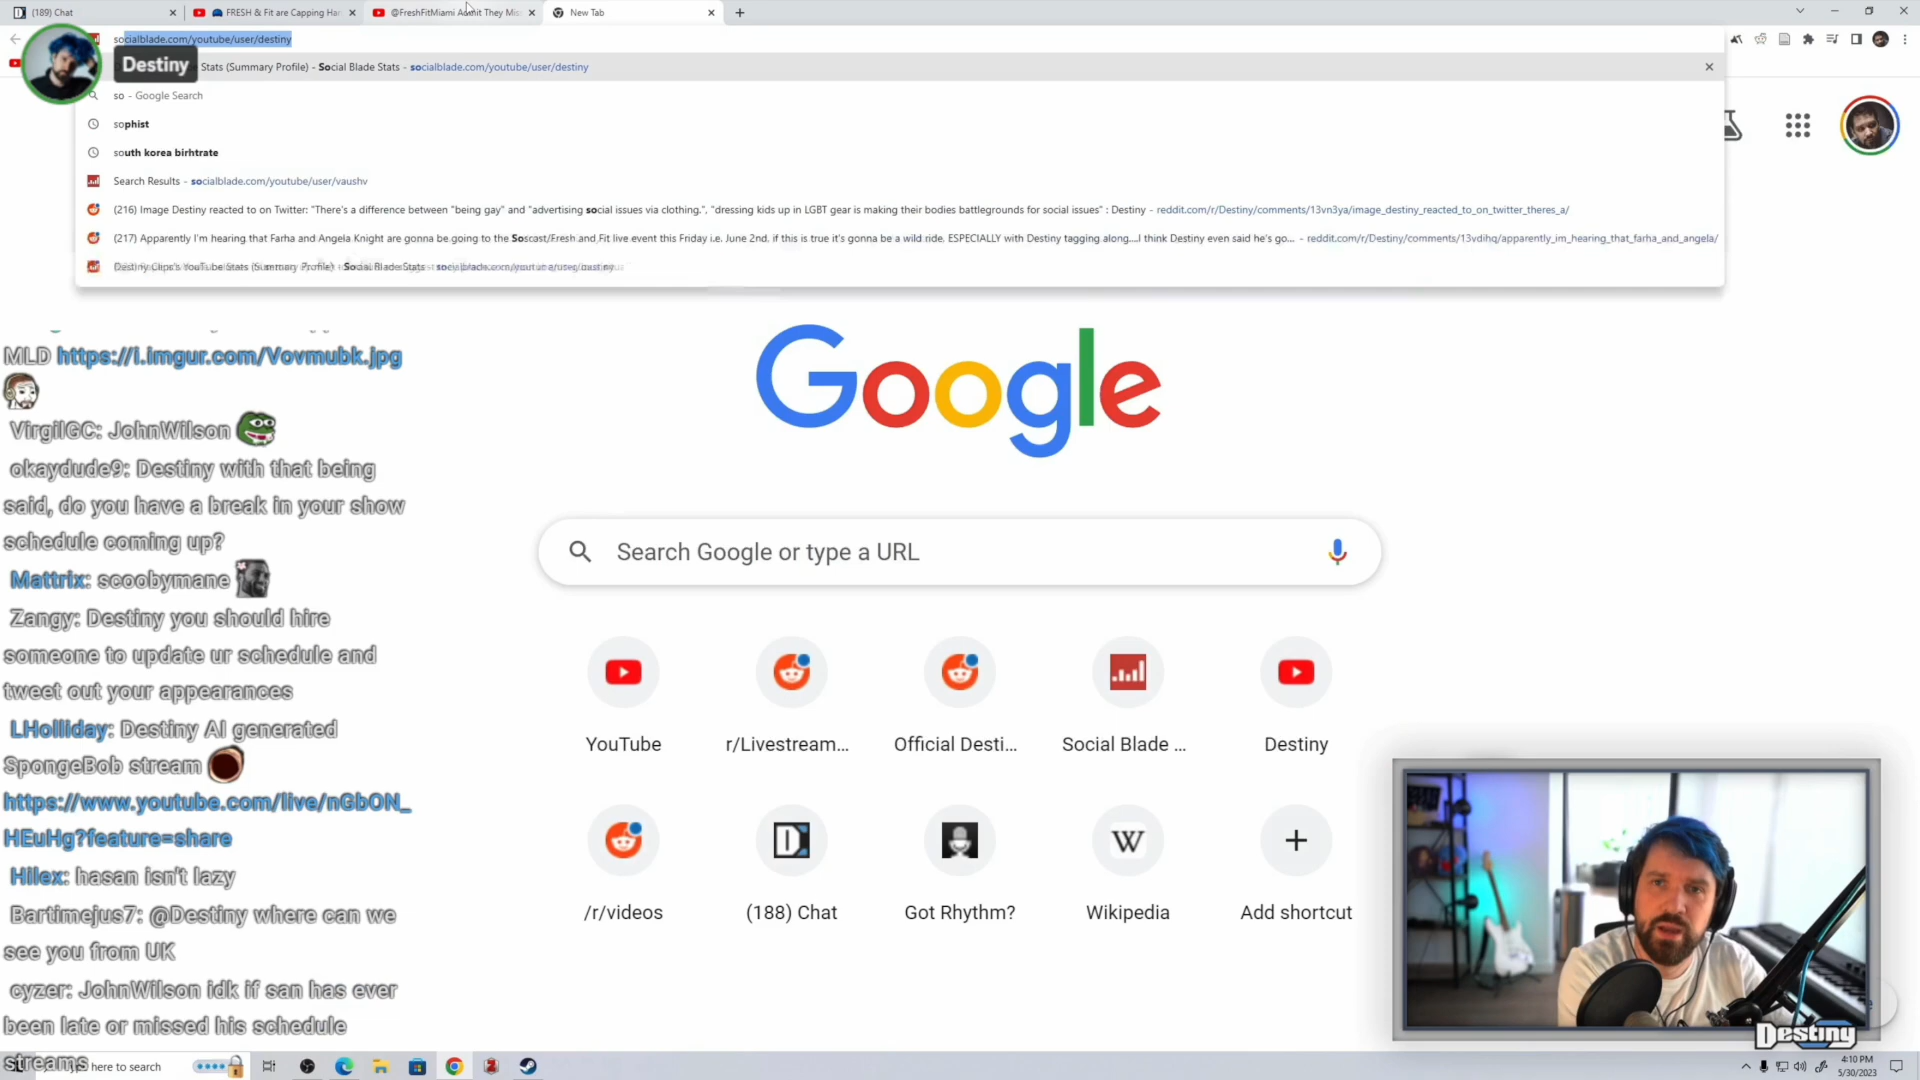 (189) Chat
FRESH & Fit are Capping Har
@FreshFitMiami Admit They Mis
New Tab
socialblade.com/youtube/user/destiny
Destiny
Stats (Summary Profile) - Social Blade Stats - socialblade.com/youtube/user/destiny
so - Google Search
sophist
south korea birhtrate
Search Results - socialblade.com/youtube/user/vaushv
(216) Image Destiny reacted to on Twitter: "There's a difference between "being gay" and "advertising social issues via clothing.", "dressing kids up in LGBT gear is making their bodies battlegrounds for social issues" : Destiny - reddit.com/r/Destiny/comments/13vn3ya/image_destiny_reacted_to_on_twitter_theres_a/
(217) Apparently I'm hearing that Farha and Angela Knight are gonna be going to the Soscast/Fresh and Fit live event this Friday i.e. June 2nd, if this is true it's gonna be a wild ride, ESPECIALLY with Destiny tagging along....I think Destiny even said he's go... - reddit.com/r/Destiny/comments/13vdihq/apparently_im_hearing_that_farha_and_angela/
Destiny Clips's YouTube Stats (Summary Profile) - Social Blade Stats
Google
Search Google or type a URL
YouTube
r/Livestream...
Official Desti...
Social Blade ...
Destiny
/r/videos
(188) Chat
Got Rhythm?
Wikipedia
Add shortcut
MLD https://i.imgur.com/Vovmubk.jpg
VirgilGC: JohnWilson
okaydude9: Destiny with that being
said, do you have a break in your show
schedule coming up?
Mattrix: scoobymane
Zangy: Destiny you should hire
someone to update ur schedule and
tweet out your appearances
LHolliday: Destiny AI generated
SpongeBob stream
https://www.youtube.com/live/nGbON_
HEuHg?feature=share
Hilex: hasan isn't lazy
Bartimejus7: @Destiny where can we
see you from UK
cyzer: JohnWilson idk if san has ever
been late or missed his schedule
streams
here to search
Destiny
4:10 PM
5/30/2023